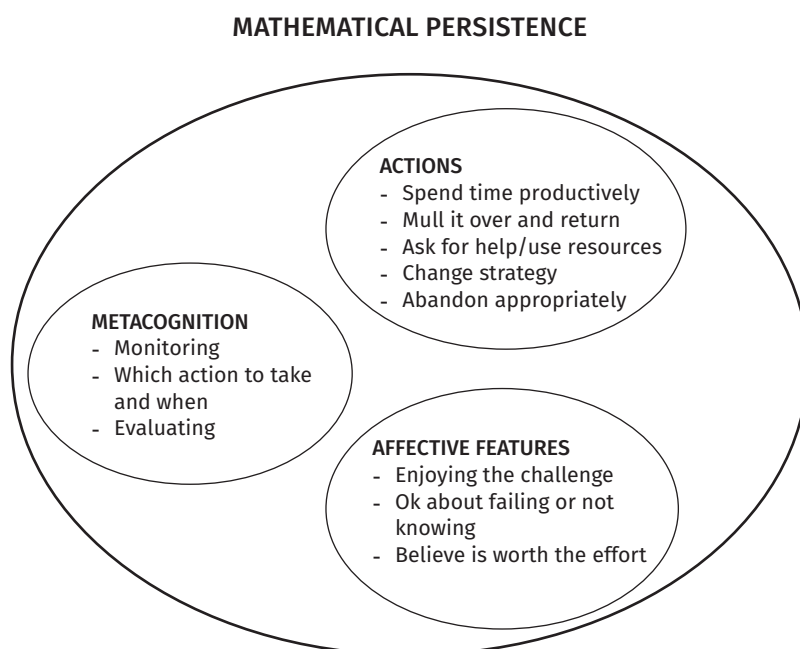 MATHEMATICAL PERSISTENCE
ACTIONS
- Spend time productively
- Mull it over and return
- Ask for help/use resources
- Change strategy
- Abandon appropriately
METACOGNITION
- Monitoring
- Which action to take
and when
- Evaluating
AFFECTIVE FEATURES
- Enjoying the challenge
- Ok about failing or not
knowing
- Believe is worth the effort